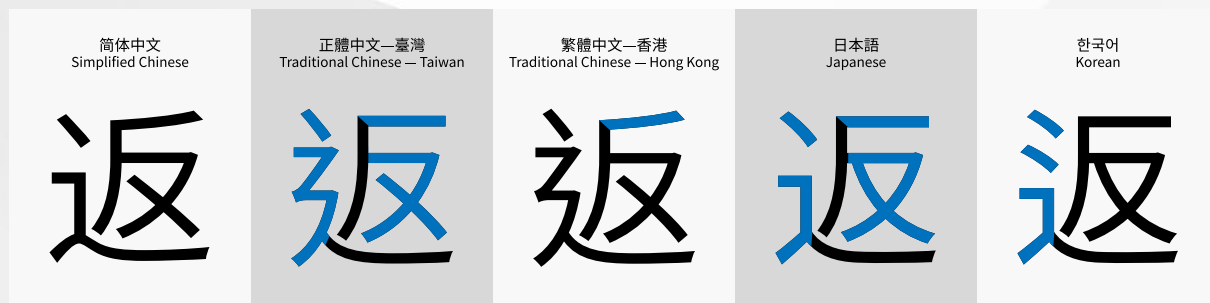 简体中文
Simplified Chinese
正體中文—臺灣
Traditional Chinese — Taiwan
繁體中文—香港
Traditional Chinese — Hong Kong
日本語
Japanese
한국어
Korean
返 返 返 返 返